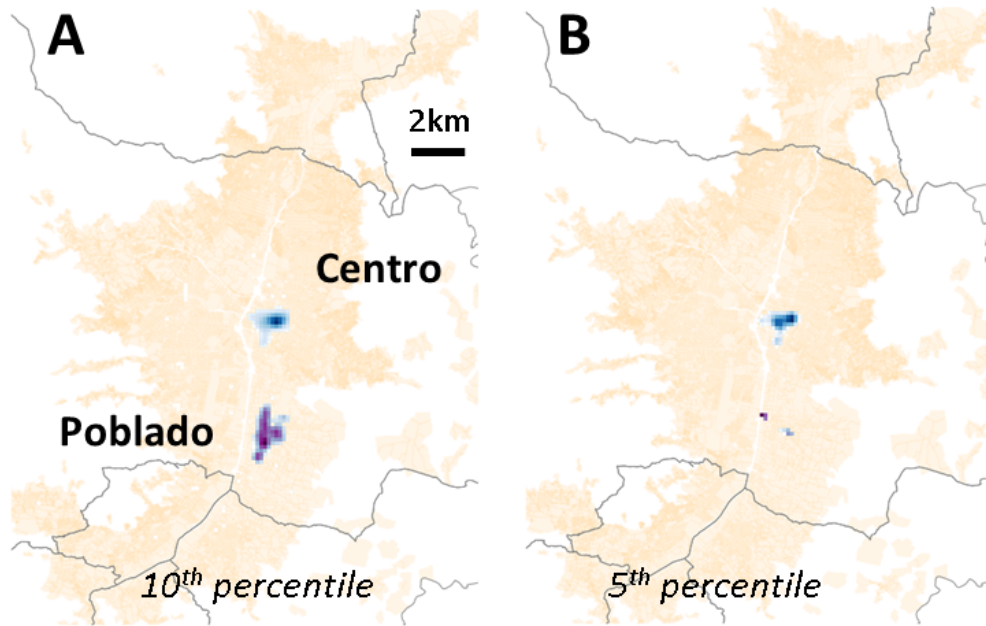 A
B
2km
Centro
Poblado
10th percentile
5th percentile